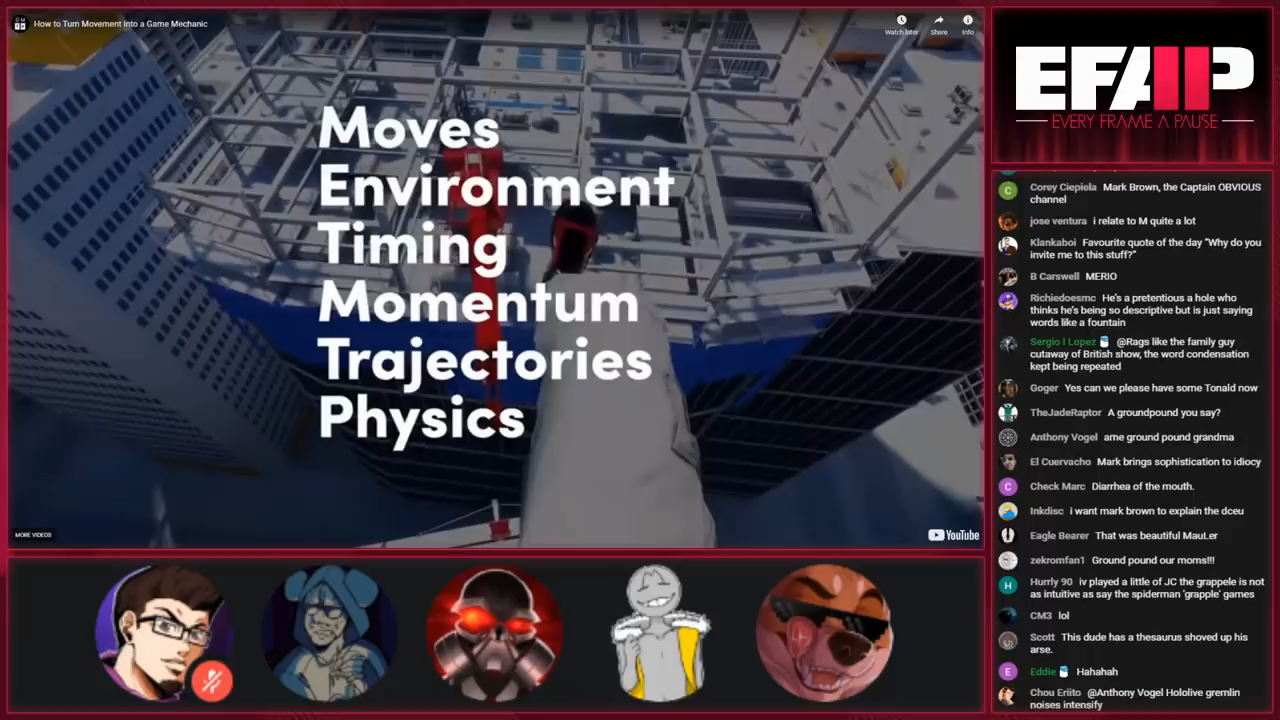 How to Turn Movement into a Game Mechanic
Watch later
Share
Info
Moves
Environment
Timing
Momentum
Trajectories
Physics
MORE VIDEOS
YouTube
EFAP
EVERY FRAME A PAUSE
Corey Ciepiela Mark Brown, the Captain OBVIOUS
channel
jose ventura i relate to M quite a lot
Klankaboi Favourite quote of the day "Why do you
invite me to this stuff?"
B Carswell MERIO
Richiedoesmc He's a pretentious a hole who
thinks he's being so descriptive but is just saying
words like a fountain
Sergio I Lopez @Rags like the family guy
cutaway of British show, the word condensation
kept being repeated
Goger Yes can we please have some Tonald now
TheJadeRaptor A groundpound you say?
Anthony Vogel ame ground pound grandma
El Cuervacho Mark brings sophistication to idiocy
C
Check Marc Diarrhea of the mouth.
Inkdisc i want mark brown to explain the dceu
Eagle Bearer That was beautiful MauLer
zekromfan1 Ground pound our moms!!!
H
Hurrly 90 iv played a little of JC the grappele is not
as intuitive as say the spiderman 'grapple' games
CM3 lol
Scott This dude has a thesaurus shoved up his
arse.
E
Eddie Hahahah
Chou Eriito @Anthony Vogel Hololive gremlin
noises intensify